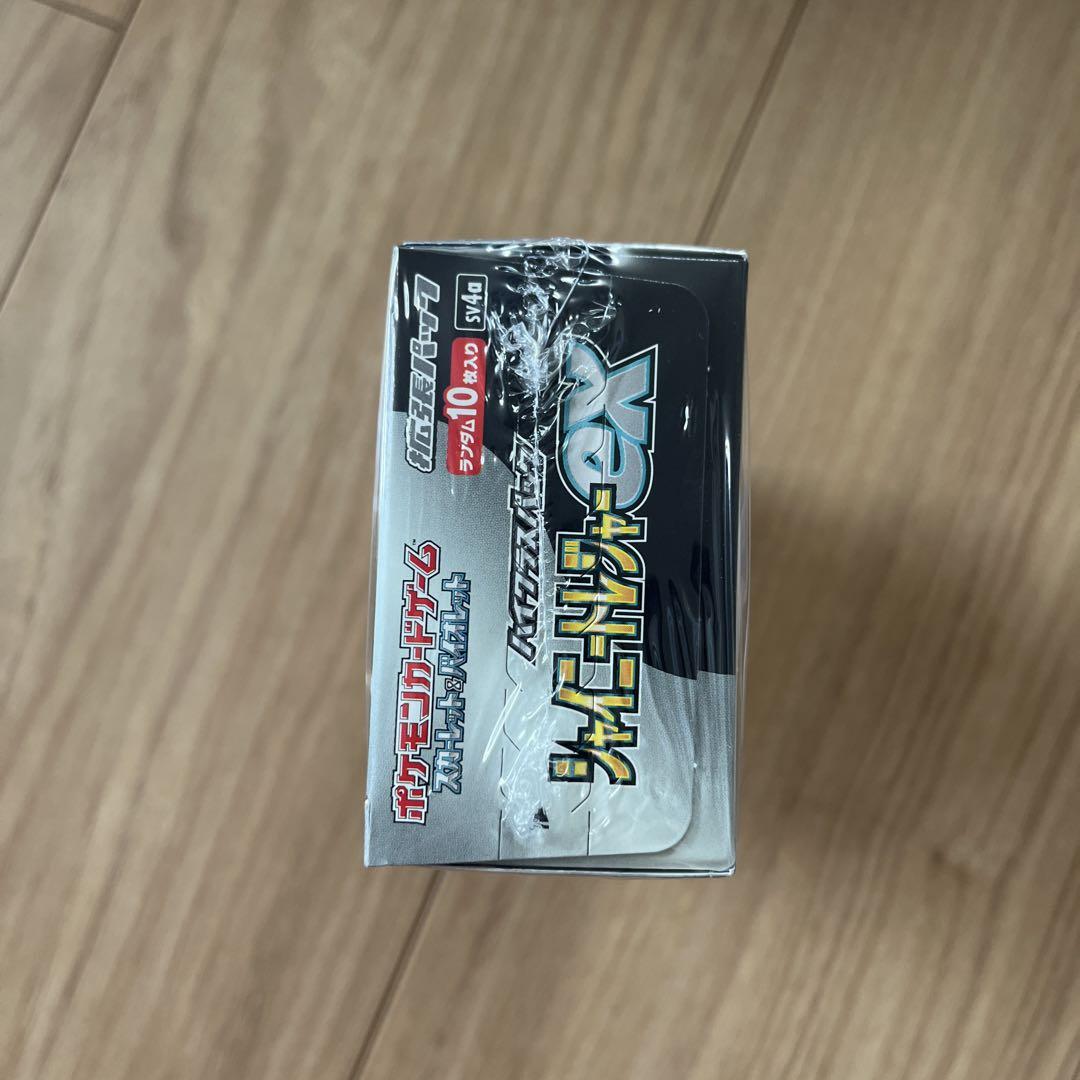 ポケモンカードゲーム™
スカーレット&バイオレット
拡張パック
ランダム10枚入り
sv4a
ハイクラスパック
シャイニートレジャーex